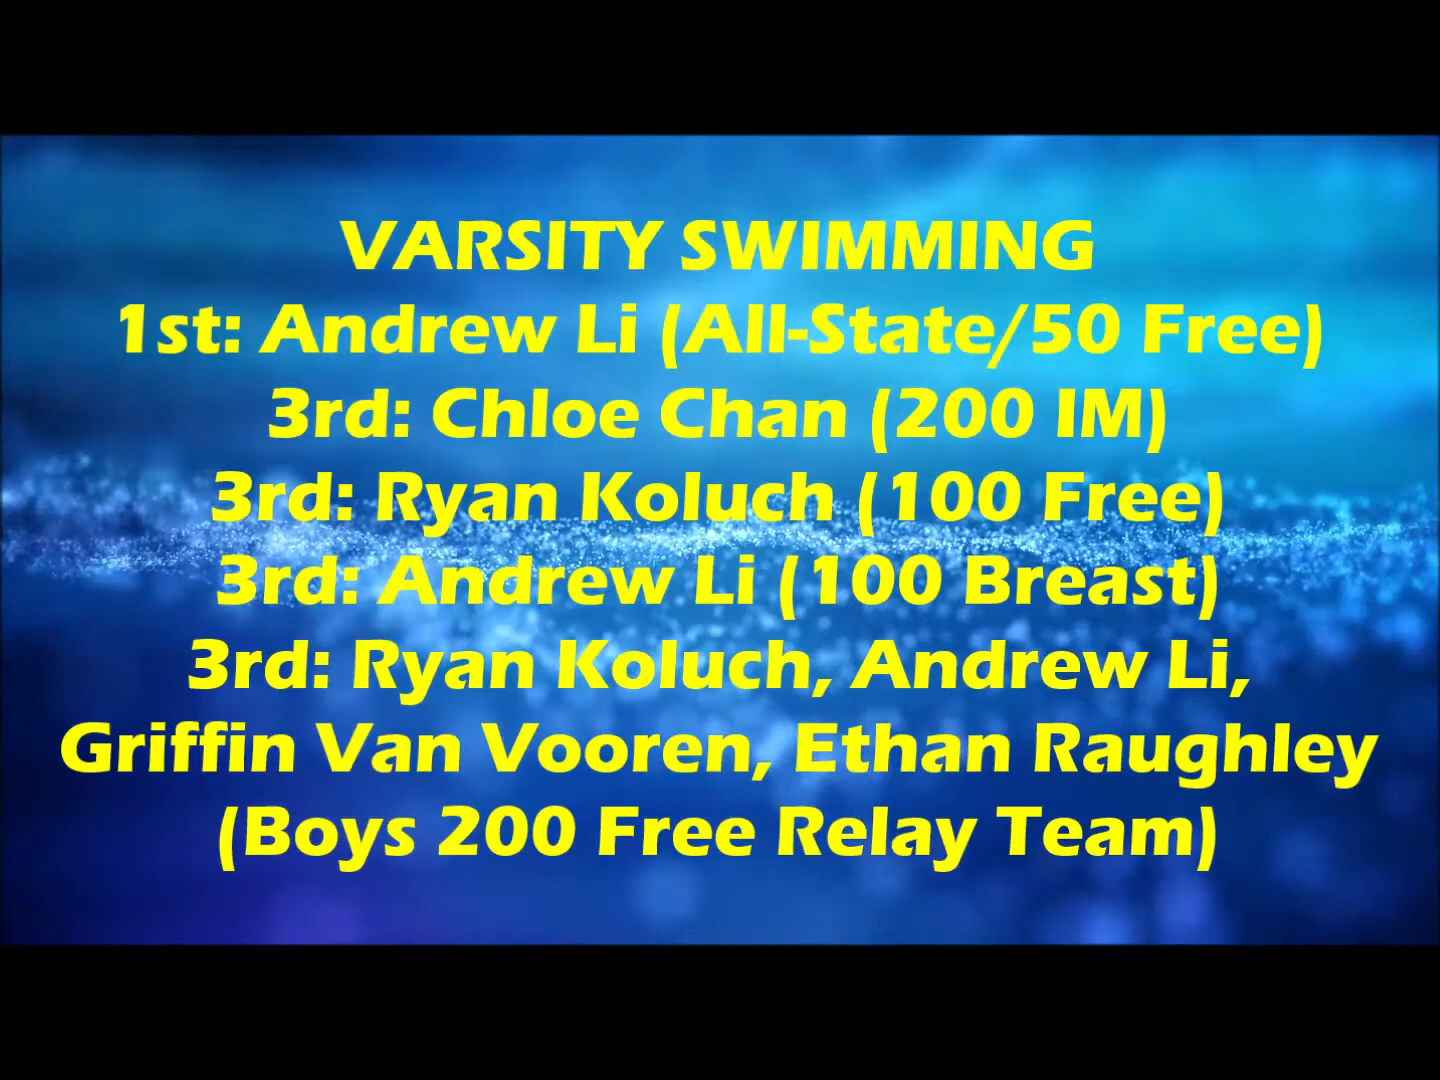 VARSITY SWIMMING
1st: Andrew Li (All-State/50 Free)
3rd: Chloe Chan (200 IM)
3rd: Ryan Koluch (100 Free)
3rd: Andrew Li (100 Breast)
3rd: Ryan Koluch, Andrew Li,
Griffin Van Vooren, Ethan Raughley
(Boys 200 Free Relay Team)